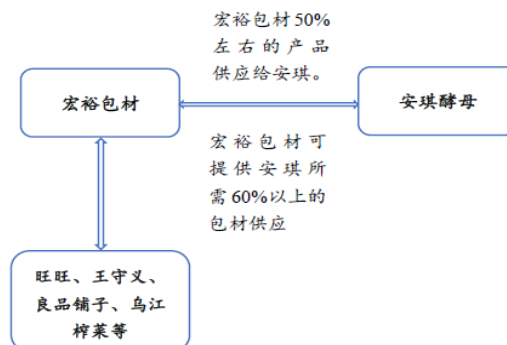 宏裕包材50%
左右的产品
供应给安琪。
宏裕包材
安琪酵母
宏裕包材可
提供安琪所
需60%以上的
包材供应
旺旺、王守义、
良品铺子、乌江
榨菜等